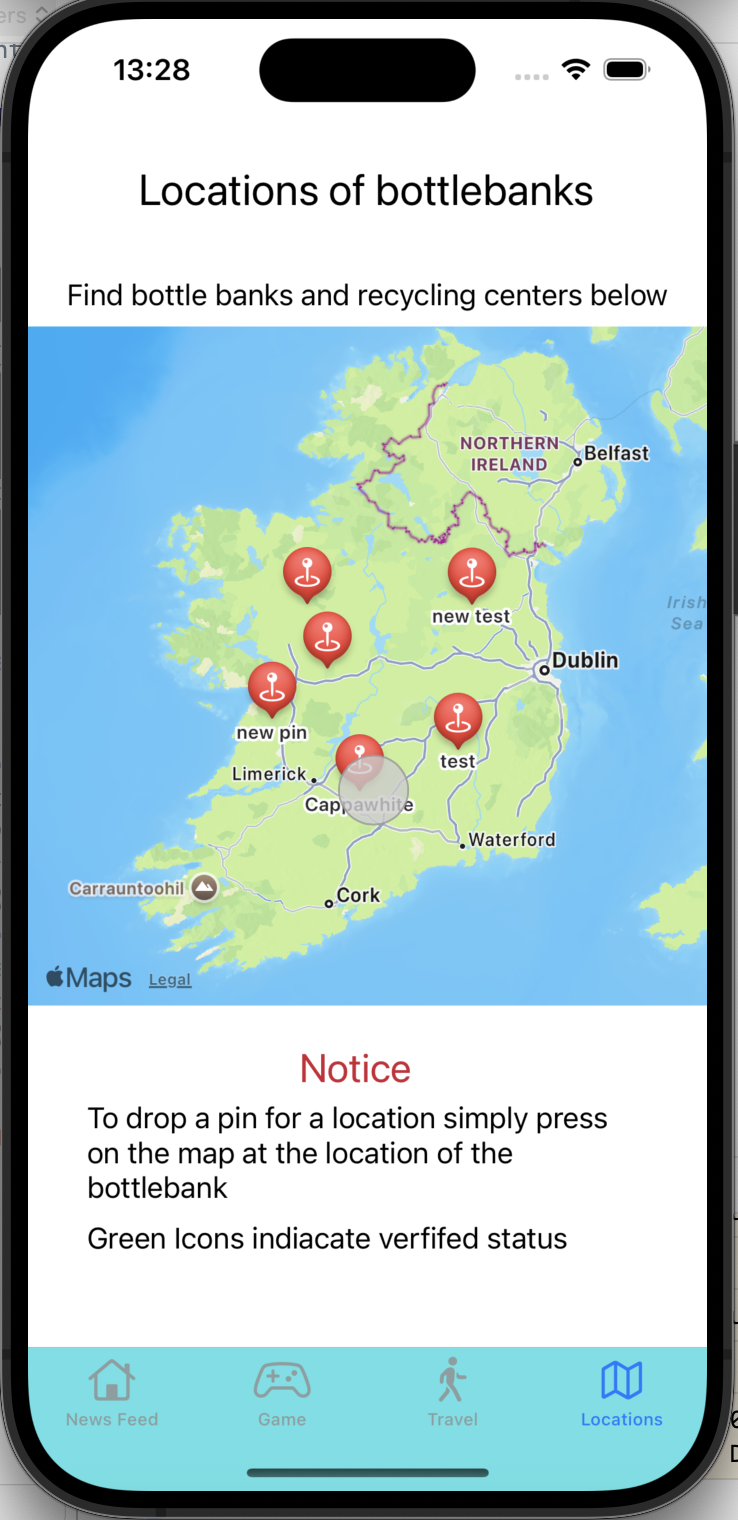 13:28
Locations of bottlebanks
Find bottle banks and recycling centers below
NORTHERN
IRELAND
Belfast
new test
Irish
Sea
Dublin
new pin
test
Limerick
Cappawhite
Waterford
Carrauntoohil
Cork
Maps Legal
Notice
To drop a pin for a location simply press
on the map at the location of the
bottlebank
Green Icons indiacate verfifed status
News Feed Game Travel Locations